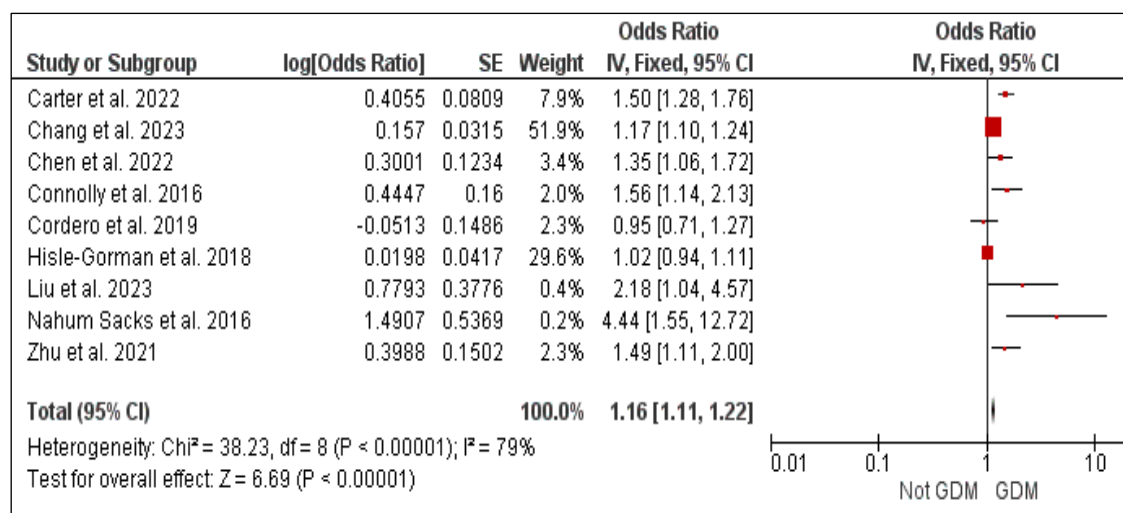 Odds Ratio Odds Ratio
Study or Subgroup log[Odds Ratio] SE Weight IV, Fixed, 95% CI IV, Fixed, 95% CI
Carter et al. 2022 0.4055 0.0809 7.9% 1.50 [1.28, 1.76]
Chang et al. 2023 0.157 0.0315 51.9% 1.17 [1.10, 1.24]
Chen et al. 2022 0.3001 0.1234 3.4% 1.35 [1.06, 1.72]
Connolly et al. 2016 0.4447 0.16 2.0% 1.56 [1.14, 2.13]
Cordero et al. 2019 -0.0513 0.1486 2.3% 0.95 [0.71, 1.27]
Hisle-Gorman et al. 2018 0.0198 0.0417 29.6% 1.02 [0.94, 1.11]
Liu et al. 2023 0.7793 0.3776 0.4% 2.18 [1.04, 4.57]
Nahum Sacks et al. 2016 1.4907 0.5369 0.2% 4.44 [1.55, 12.72]
Zhu et al. 2021 0.3988 0.1502 2.3% 1.49 [1.11, 2.00]
Total (95% CI) 100.0% 1.16 [1.11, 1.22]
Heterogeneity: Chi² = 38.23, df = 8 (P < 0.00001); I² = 79%
Test for overall effect: Z = 6.69 (P < 0.00001)
0.01 0.1 1 10
Not GDM GDM